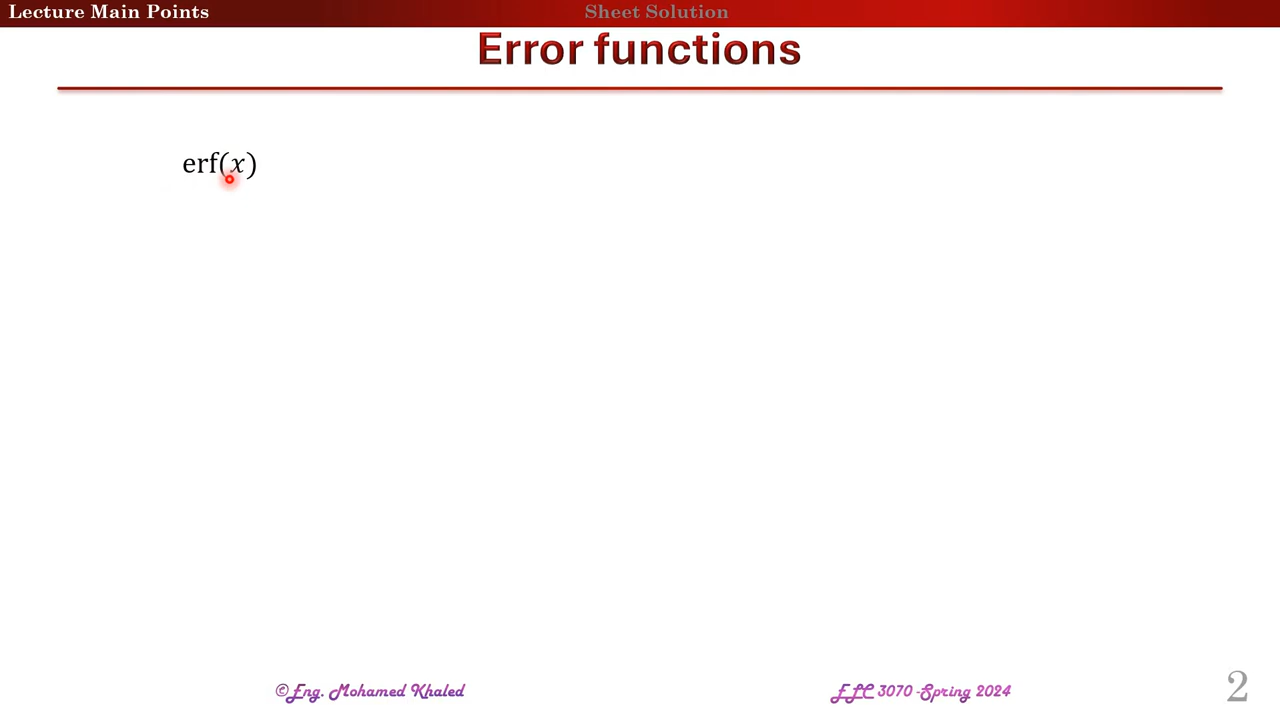 Lecture Main Points
Sheet Solution
Error functions
erf(x)
©Eng. Mohamed Khaled
ELC 3070 -Spring 2024
2